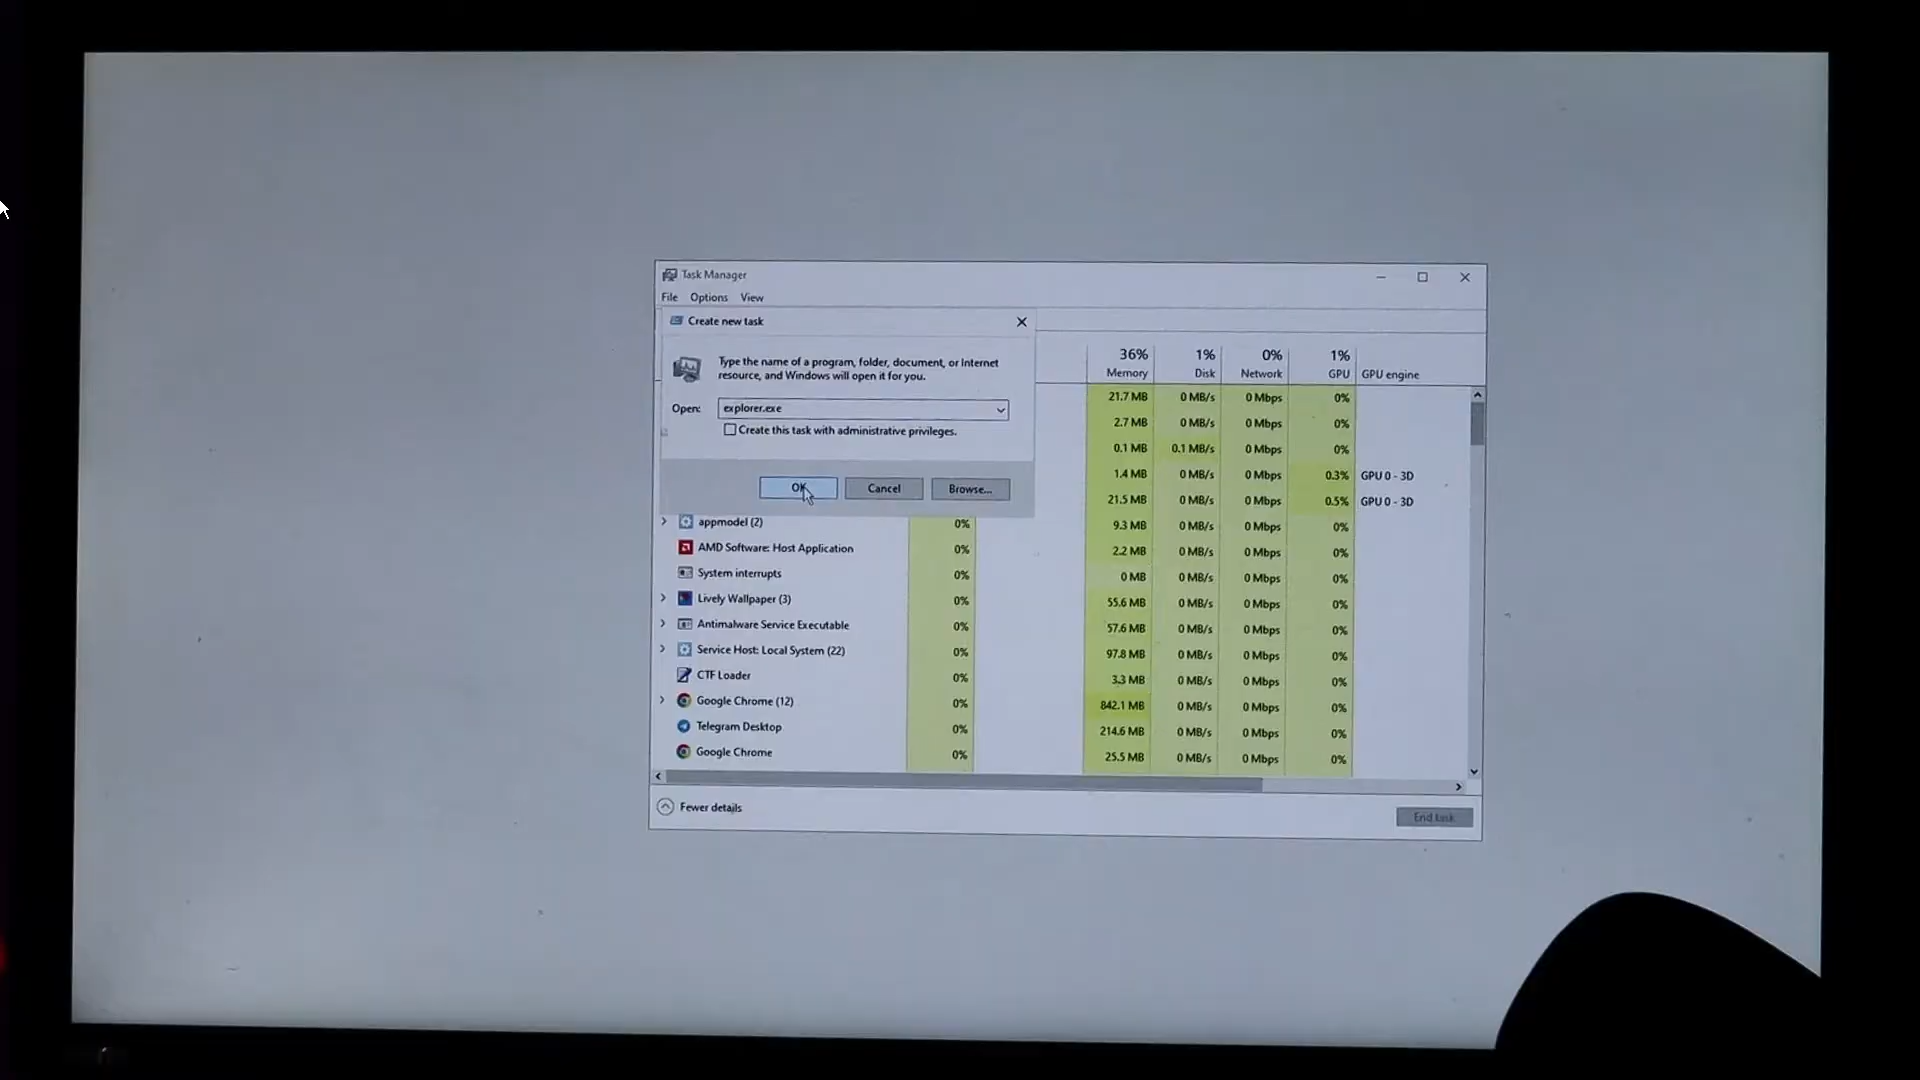 Task Manager
File Options View
Create new task
Type the name of a program, folder, document, or Internet
resource, and Windows will open it for you.
Open: explorer.exe
Create this task with administrative privileges.
OK Cancel Browse...
36% 1% 0% 1%
Memory Disk Network GPU GPU engine
21.7 MB 0 MB/s 0 Mbps 0%
2.7 MB 0 MB/s 0 Mbps 0%
0.1 MB 0.1 MB/s 0 Mbps 0%
1.4 MB 0 MB/s 0 Mbps 0.3% GPU 0 - 3D
21.5 MB 0 MB/s 0 Mbps 0.5% GPU 0 - 3D
appmodel (2) 0% 9.3 MB 0 MB/s 0 Mbps 0%
AMD Software: Host Application 0% 2.2 MB 0 MB/s 0 Mbps 0%
System interrupts 0% 0 MB 0 MB/s 0 Mbps 0%
Lively Wallpaper (3) 0% 55.6 MB 0 MB/s 0 Mbps 0%
Antimalware Service Executable 0% 57.6 MB 0 MB/s 0 Mbps 0%
Service Host: Local System (22) 0% 97.8 MB 0 MB/s 0 Mbps 0%
CTF Loader 0% 3.3 MB 0 MB/s 0 Mbps 0%
Google Chrome (12) 0% 842.1 MB 0 MB/s 0 Mbps 0%
Telegram Desktop 0% 214.6 MB 0 MB/s 0 Mbps 0%
Google Chrome 0% 25.5 MB 0 MB/s 0 Mbps 0%
Fewer details
End task